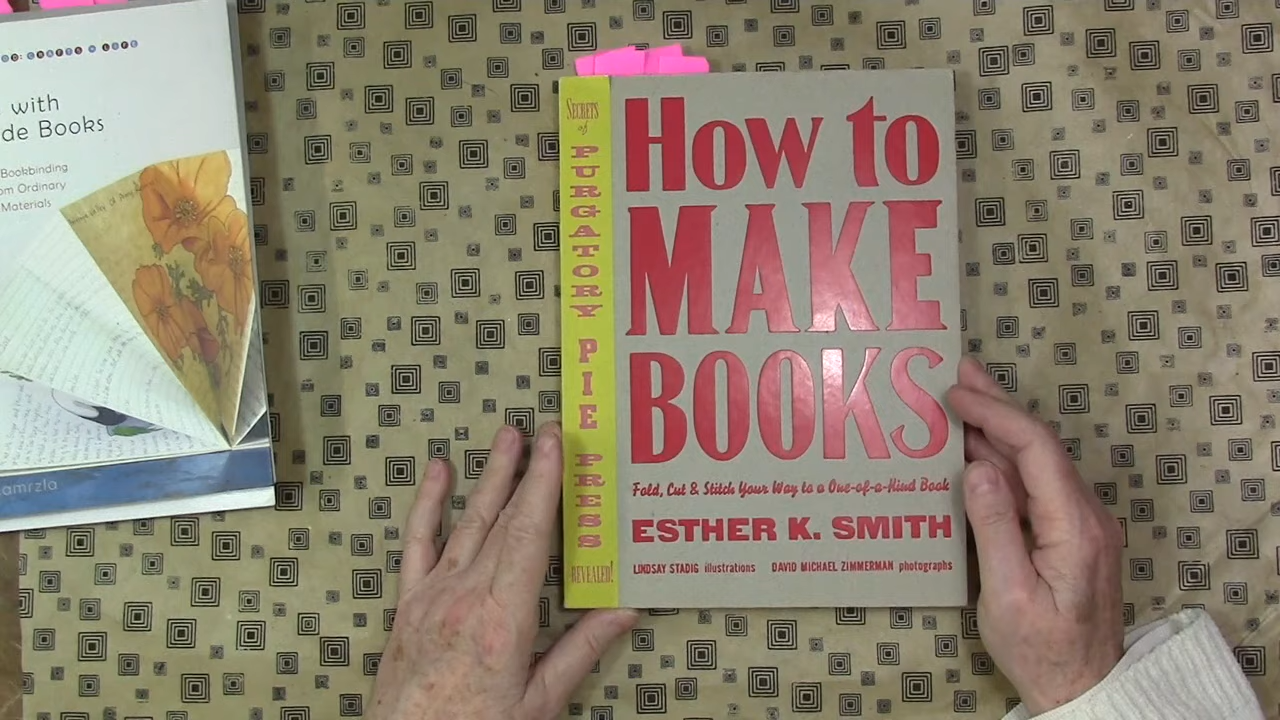 with
de Books
Bookbinding
om Ordinary
Materials
amrzla
SECRETS
of
PURGATORY PIE PRESS
REVEALED!
HOW TO
MAKE
BOOKS
Fold, Cut & Stitch Your Way to a One-of-a-Kind Book
ESTHER K. SMITH
LINDSAY STADIG illustrations DAVID MICHAEL ZIMMERMAN photographs